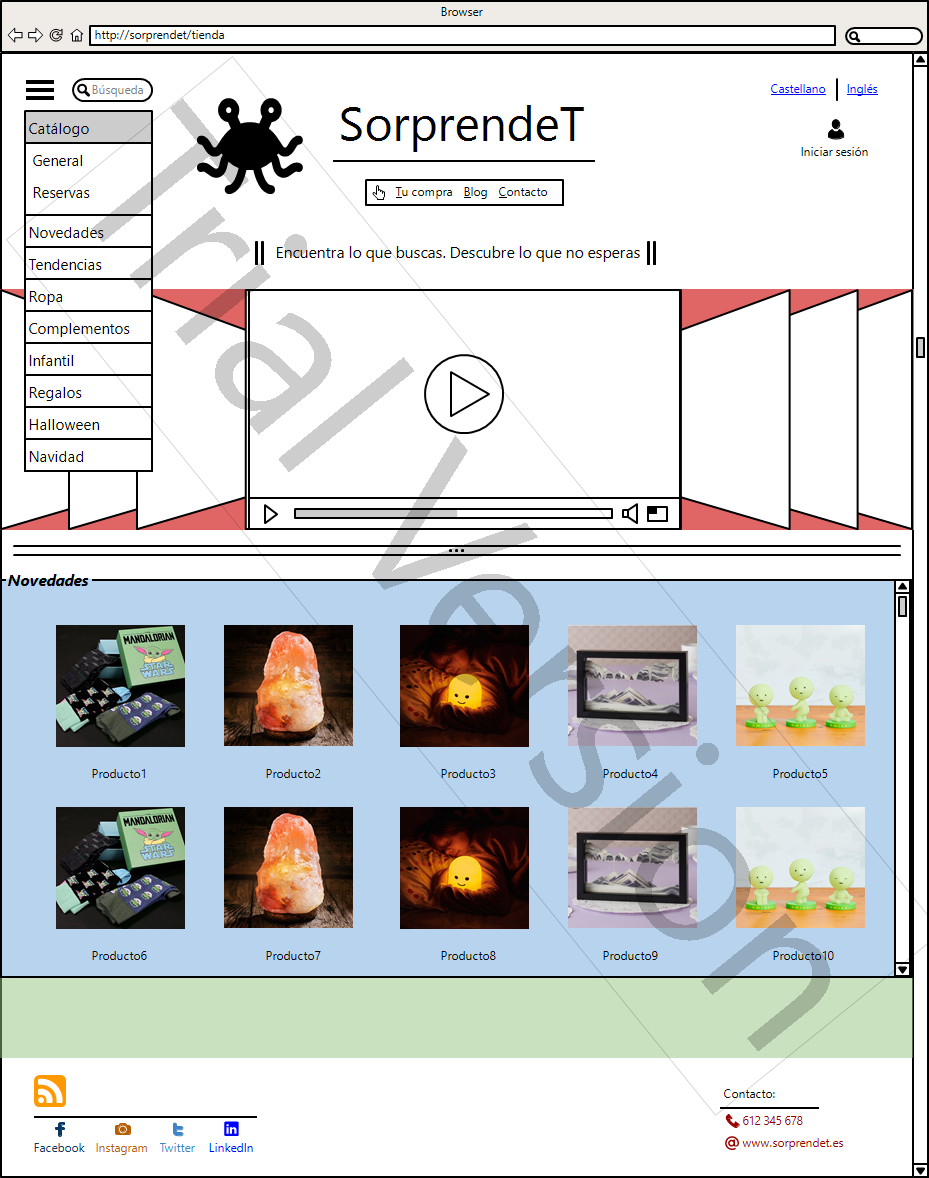 Browser
http://sorprendet/tienda
Búsqueda
Castellano
Inglés
SorprendeT
Iniciar sesión
Catálogo
General
Reservas
Tu compra Blog Contacto
Novedades
Encuentra lo que buscas. Descubre lo que no esperas
Tendencias
Ropa
Complementos
Infantil
Regalos
Halloween
Navidad
Trial Version
Novedades
MANDALORIAN
STAR
WARS
Producto1 Producto2 Producto3 Producto4 Producto5
MANDALORIAN
STAR
WARS
Producto6 Producto7 Producto8 Producto9 Producto10
Contacto:
612 345 678
www.sorprendet.es
Facebook Instagram Twitter LinkedIn